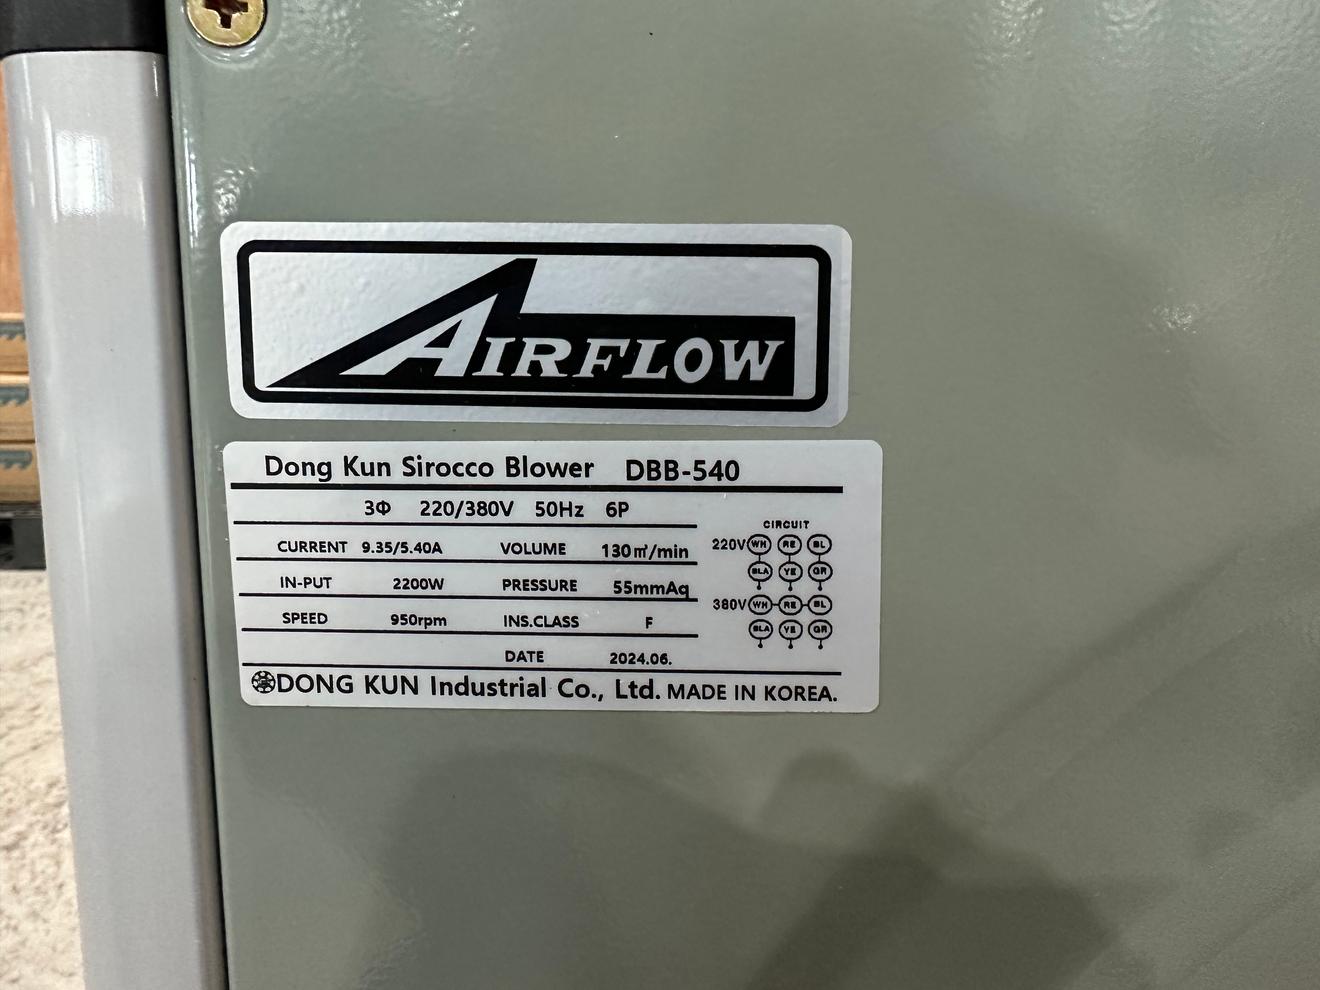 AIRFLOW
Dong Kun Sirocco Blower DBB-540
3Φ 220/380V 50Hz 6P
CIRCUIT
CURRENT 9.35/5.40A VOLUME 130㎥/min
220V WH RE BL
IN-PUT 2200W PRESSURE 55mmAq
BLA YE GR
SPEED 950rpm INS.CLASS F
380V WH RE BL
BLA YE GR
DATE 2024.06.
DONG KUN Industrial Co., Ltd. MADE IN KOREA.